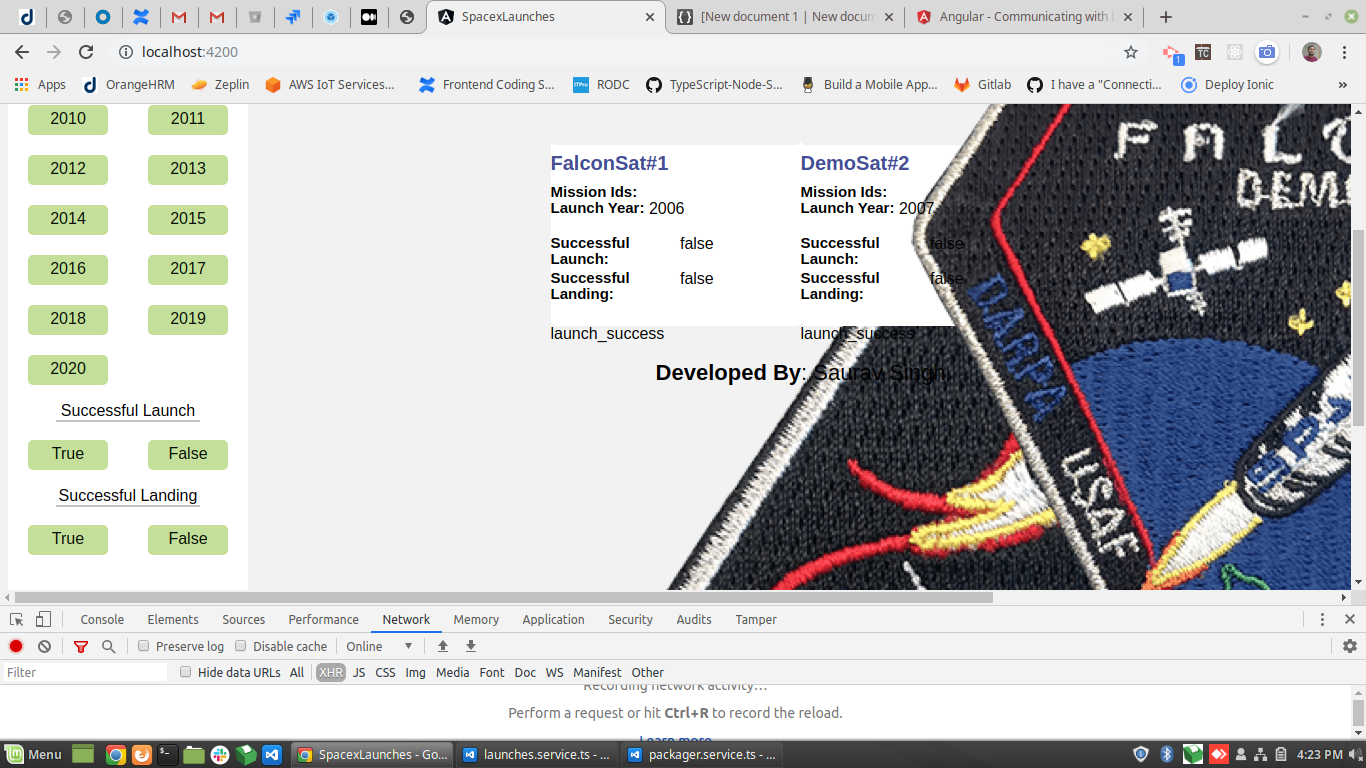 SpacexLaunches
[New document 1 | New docum
Angular - Communicating with
localhost:4200
1
TC
Apps
OrangeHRM
Zeplin
AWS IoT Services...
Frontend Coding S...
RODC
TypeScript-Node-S...
Build a Mobile App...
Gitlab
I have a "Connecti...
Deploy Ionic
»
2010 2011
2012 2013
2014 2015
2016 2017
2018 2019
2020
Successful Launch
True False
Successful Landing
True False
FalconSat#1
Mission Ids:
Launch Year: 2006
Successful Launch: false
Successful Landing: false
launch_success
DemoSat#2
Mission Ids:
Launch Year: 2007
Successful Launch: false
Successful Landing: false
launch_success
Developed By: Saurav Singh
DARPA
USAF
Console Elements Sources Performance Network Memory Application Security Audits Tamper
Preserve log Disable cache Online
Filter Hide data URLs All XHR JS CSS Img Media Font Doc WS Manifest Other
Recording network activity…
Perform a request or hit Ctrl+R to record the reload.
Learn more
Menu
SpacexLaunches - Go...
launches.service.ts - ...
packager.service.ts - ...
4:23 PM